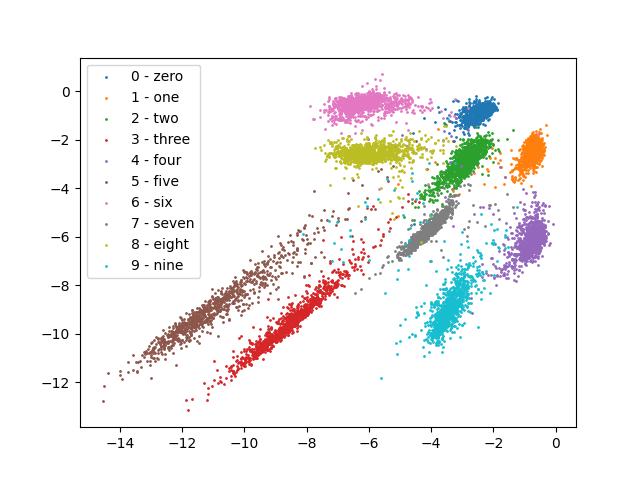 0 - zero
1 - one
2 - two
3 - three
4 - four
5 - five
6 - six
7 - seven
8 - eight
9 - nine
0
−2
−4
−6
−8
−10
−12
−14 −12 −10 −8 −6 −4 −2 0